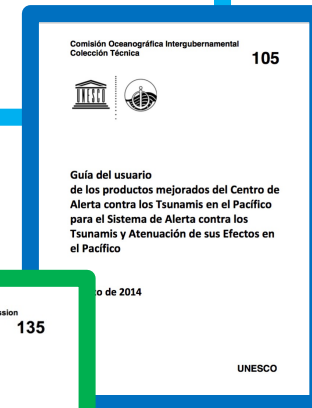 Comisión Oceanográfica Intergubernamental
Colección Técnica
105
UNESCO
Guía del usuario
de los productos mejorados del Centro de
Alerta contra los Tsunamis en el Pacífico
para el Sistema de Alerta contra los
Tsunamis y Atenuación de sus Efectos en
el Pacífico
de 2014
135
UNESCO